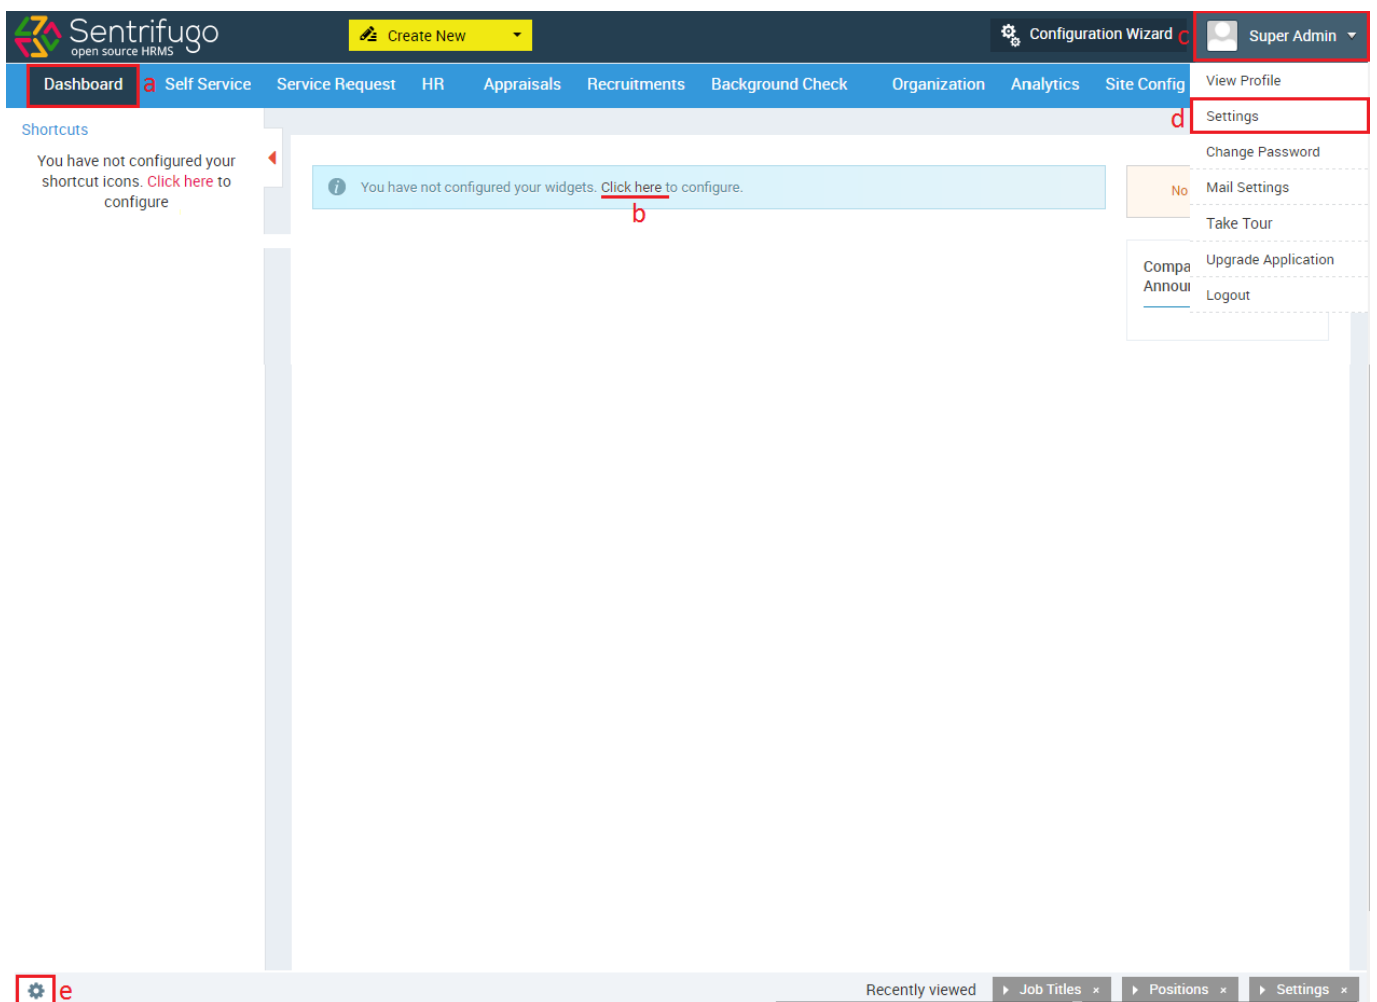 Sentrifugo
open source HRMS
Create New
Configuration Wizard
c
Super Admin
Dashboard
a
Self Service
Service Request
HR
Appraisals
Recruitments
Background Check
Organization
Analytics
Site Config
View Profile
d
Settings
Change Password
Mail Settings
Take Tour
Upgrade Application
Logout
Shortcuts
You have not configured your
shortcut icons. Click here to
configure
You have not configured your widgets. Click here to configure.
b
No
Compa
Annou
e
Recently viewed
Job Titles ×
Positions ×
Settings ×